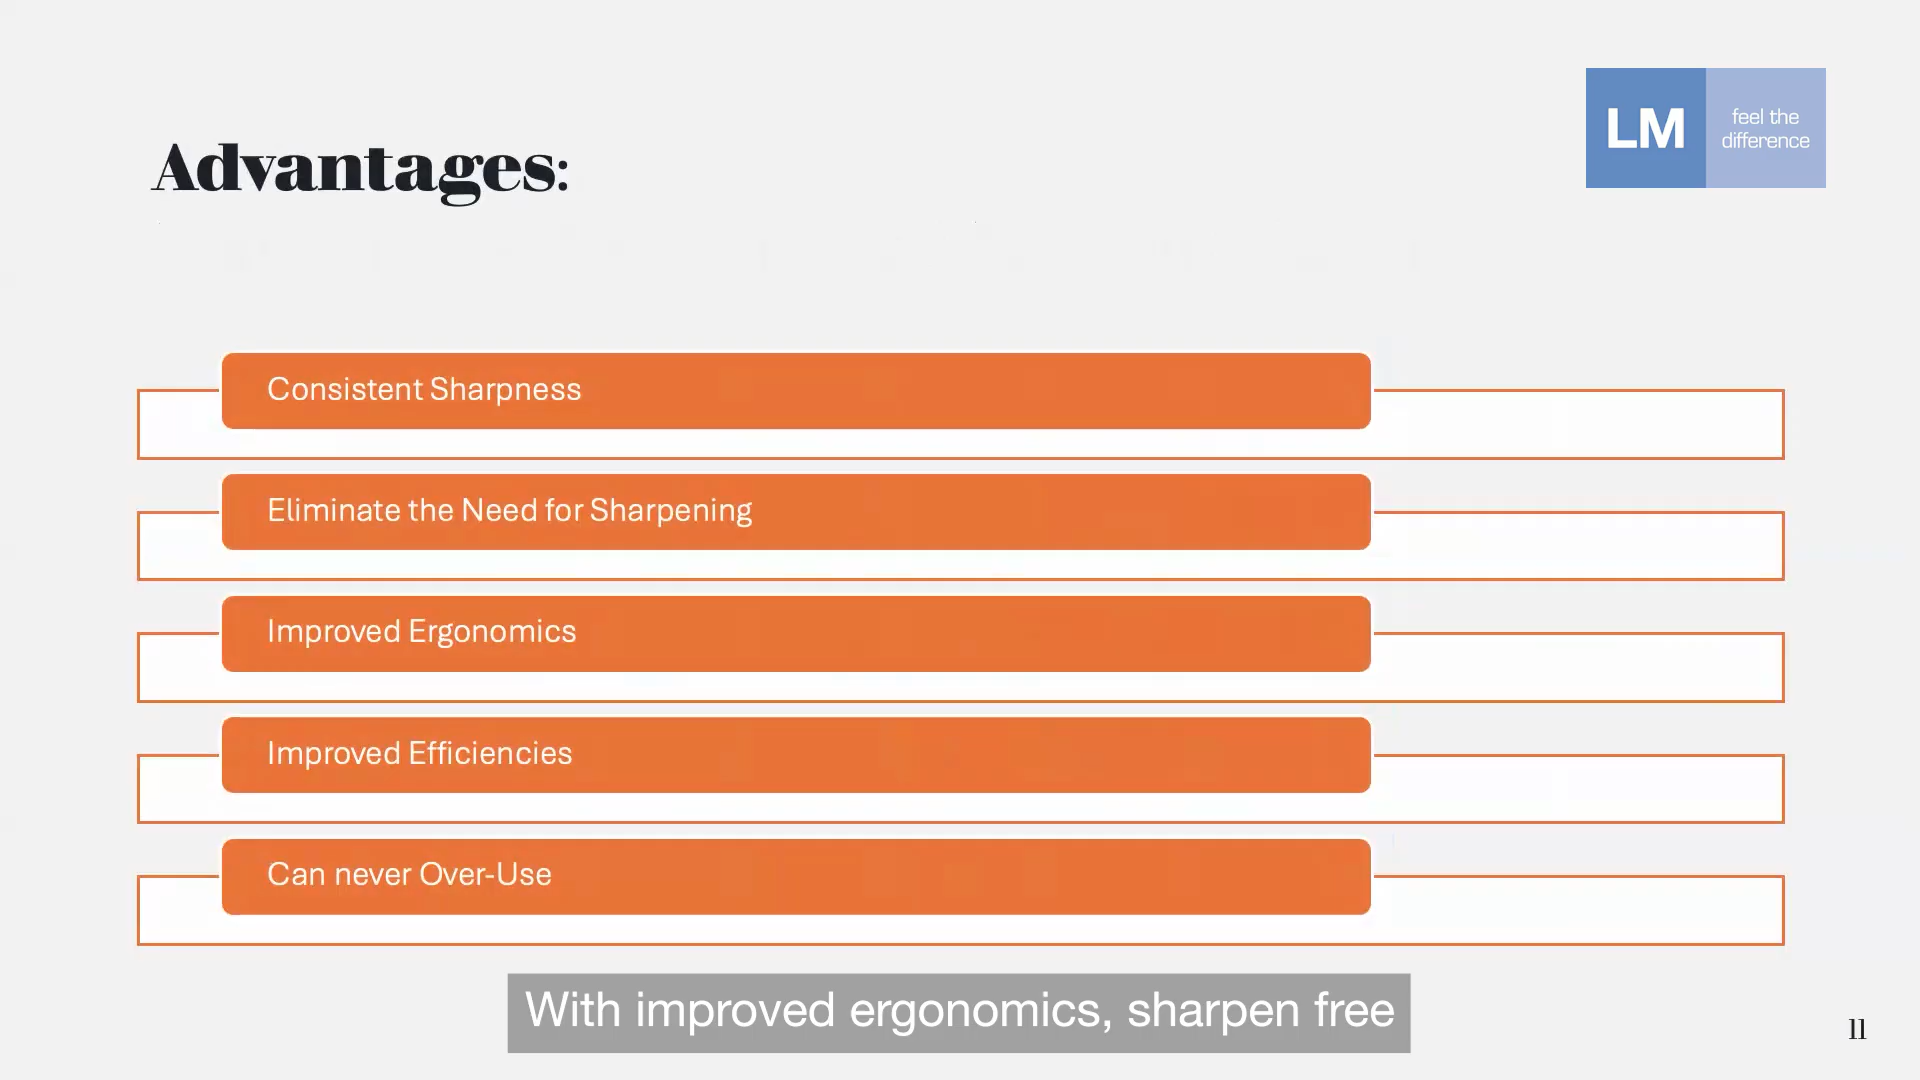 LM
feel the
difference
Advantages:
Consistent Sharpness
Eliminate the Need for Sharpening
Improved Ergonomics
Improved Efficiencies
Can never Over-Use
With improved ergonomics, sharpen free
11